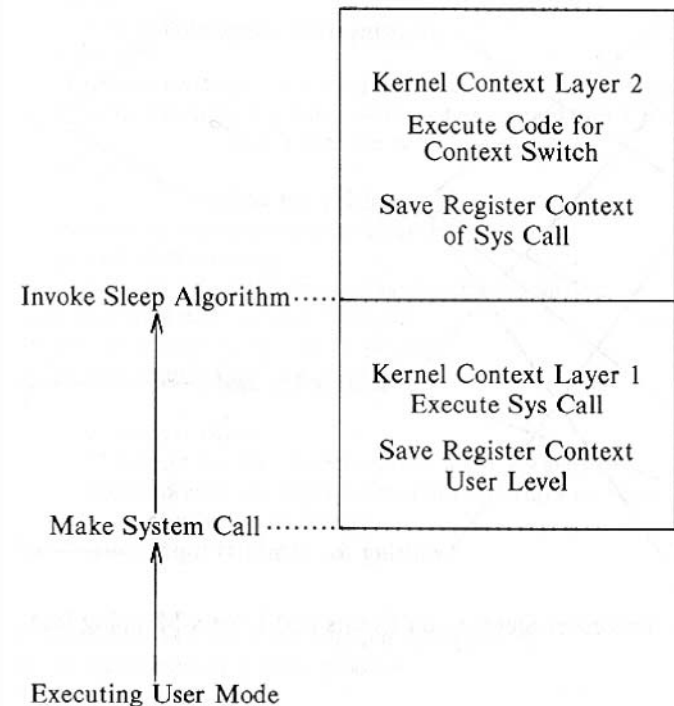 Kernel Context Layer 2
Execute Code for
Context Switch
Save Register Context
of Sys Call
Invoke Sleep Algorithm
Kernel Context Layer 1
Execute Sys Call
Save Register Context
User Level
Make System Call
Executing User Mode